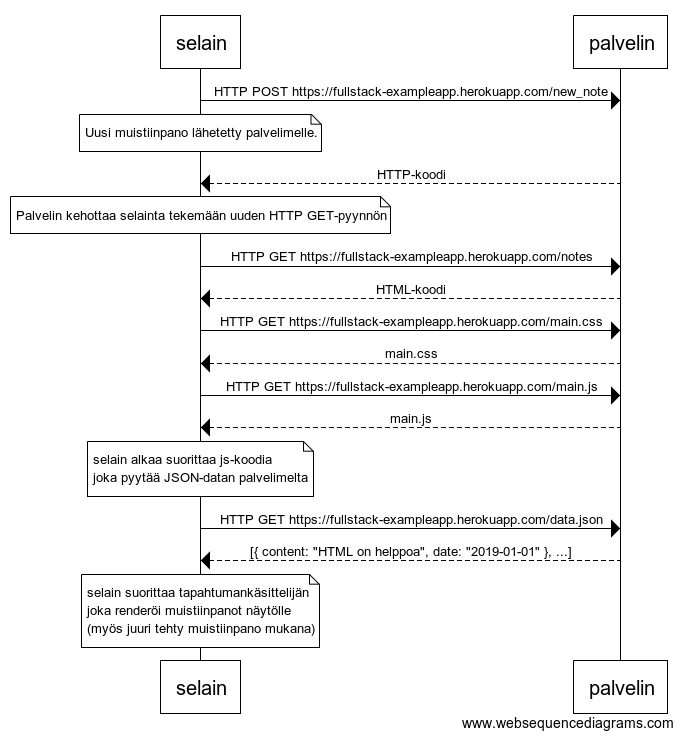 selain
palvelin
HTTP POST https://fullstack-exampleapp.herokuapp.com/new_note
Uusi muistiinpano lähetetty palvelimelle.
HTTP-koodi
Palvelin kehottaa selainta tekemään uuden HTTP GET-pyynnön
HTTP GET https://fullstack-exampleapp.herokuapp.com/notes
HTML-koodi
HTTP GET https://fullstack-exampleapp.herokuapp.com/main.css
main.css
HTTP GET https://fullstack-exampleapp.herokuapp.com/main.js
main.js
selain alkaa suorittaa js-koodia
joka pyytää JSON-datan palvelimelta
HTTP GET https://fullstack-exampleapp.herokuapp.com/data.json
[{ content: "HTML on helppoa", date: "2019-01-01" }, ...]
selain suorittaa tapahtumankäsittelijän
joka renderöi muistiinpanot näytölle
(myös juuri tehty muistiinpano mukana)
selain
palvelin
www.websequencediagrams.com